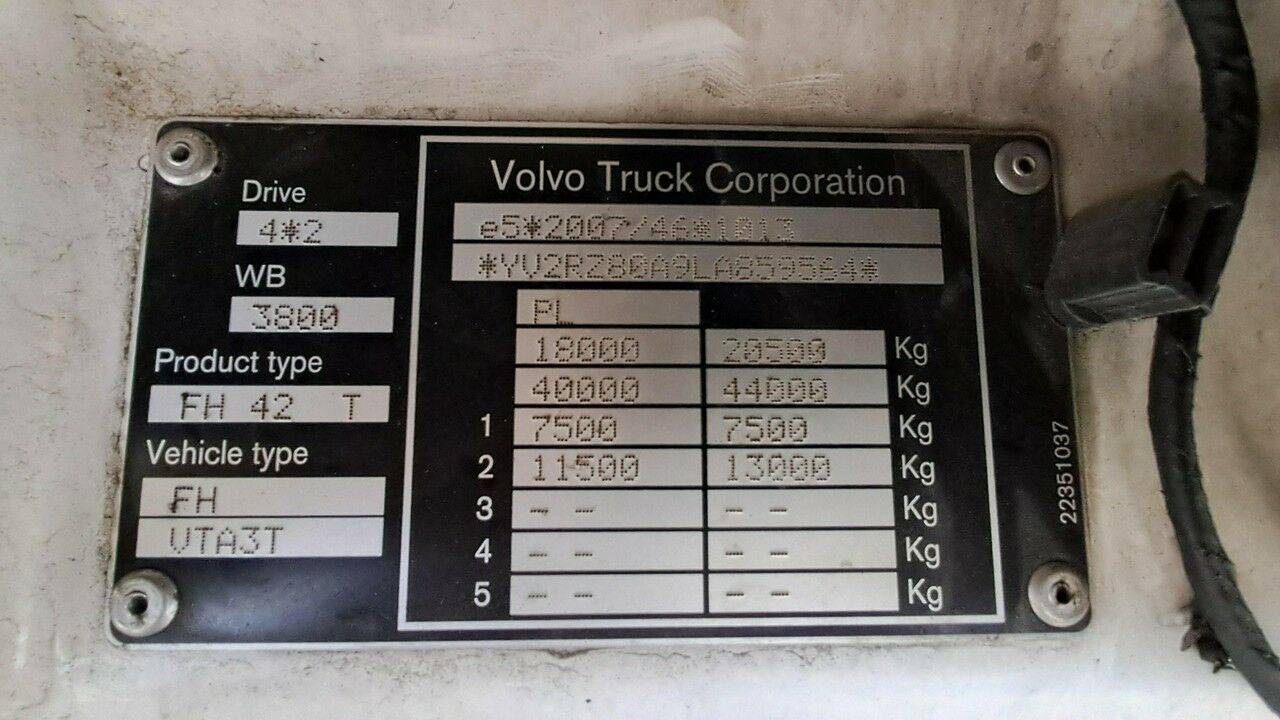 Drive
4*2
WB
3800
Product type
FH 42 T
Vehicle type
FH
VTA3T
Volvo Truck Corporation
e5*2007/46*1013
*YV2RZ80A9LA859564*
PL
18000 20500 Kg
40000 44000 Kg
1 7500 7500 Kg
2 11500 13000 Kg
3 -- -- Kg
4 -- -- Kg
5 -- -- Kg
22351037